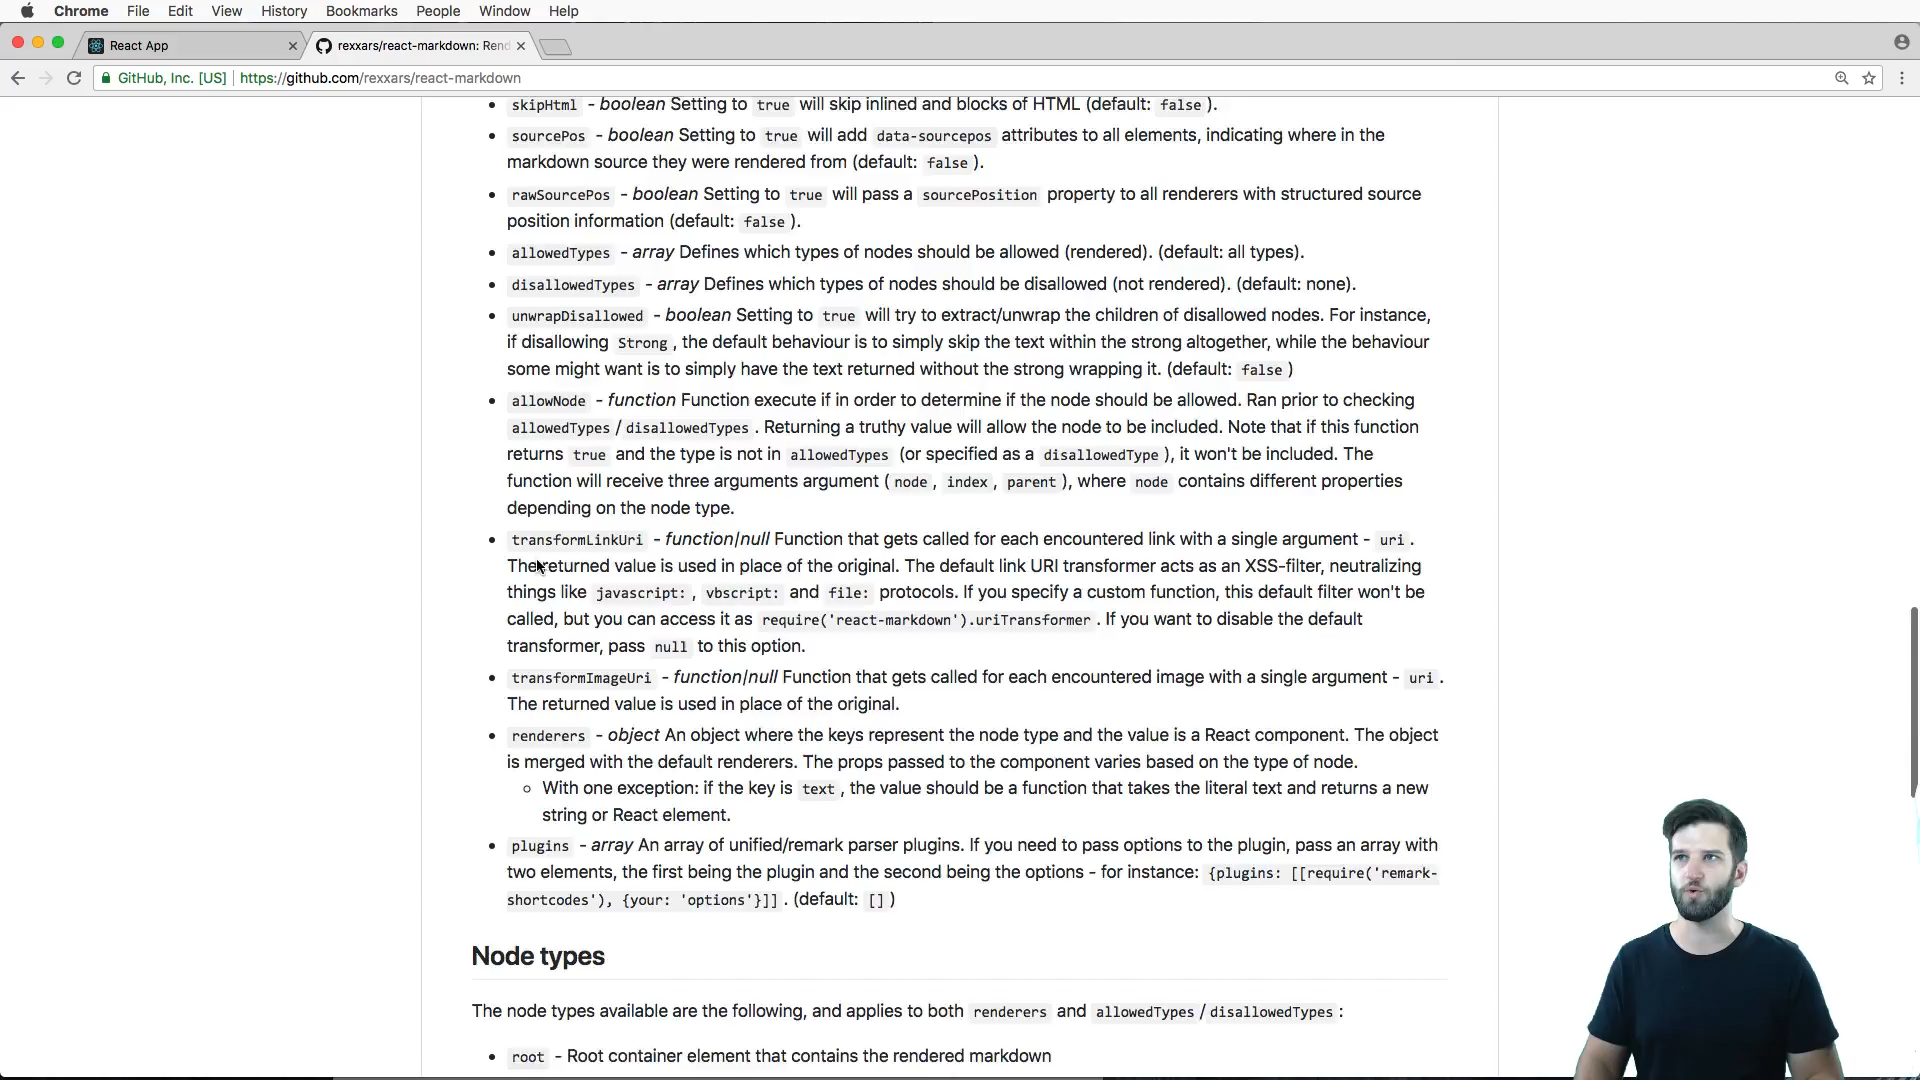 Chrome File Edit View History Bookmarks People Window Help
React App
rexxars/react-markdown: Rend
GitHub, Inc. [US] https://github.com/rexxars/react-markdown
skipHtml - boolean Setting to true will skip inlined and blocks of HTML (default: false ).
sourcePos - boolean Setting to true will add data-sourcepos attributes to all elements, indicating where in the
markdown source they were rendered from (default: false ).
rawSourcePos - boolean Setting to true will pass a sourcePosition property to all renderers with structured source
position information (default: false ).
allowedTypes - array Defines which types of nodes should be allowed (rendered). (default: all types).
disallowedTypes - array Defines which types of nodes should be disallowed (not rendered). (default: none).
unwrapDisallowed - boolean Setting to true will try to extract/unwrap the children of disallowed nodes. For instance,
if disallowing Strong , the default behaviour is to simply skip the text within the strong altogether, while the behaviour
some might want is to simply have the text returned without the strong wrapping it. (default: false )
allowNode - function Function execute if in order to determine if the node should be allowed. Ran prior to checking
allowedTypes / disallowedTypes . Returning a truthy value will allow the node to be included. Note that if this function
returns true and the type is not in allowedTypes (or specified as a disallowedType ), it won't be included. The
function will receive three arguments argument ( node , index , parent ), where node contains different properties
depending on the node type.
transformLinkUri - function|null Function that gets called for each encountered link with a single argument - uri .
The returned value is used in place of the original. The default link URI transformer acts as an XSS-filter, neutralizing
things like javascript: , vbscript: and file: protocols. If you specify a custom function, this default filter won't be
called, but you can access it as require('react-markdown').uriTransformer . If you want to disable the default
transformer, pass null to this option.
transformImageUri - function|null Function that gets called for each encountered image with a single argument - uri .
The returned value is used in place of the original.
renderers - object An object where the keys represent the node type and the value is a React component. The object
is merged with the default renderers. The props passed to the component varies based on the type of node.
With one exception: if the key is text , the value should be a function that takes the literal text and returns a new
string or React element.
plugins - array An array of unified/remark parser plugins. If you need to pass options to the plugin, pass an array with
two elements, the first being the plugin and the second being the options - for instance: {plugins: [[require('remark-
shortcodes'), {your: 'options'}]] . (default: [] )
Node types
The node types available are the following, and applies to both renderers and allowedTypes / disallowedTypes :
root - Root container element that contains the rendered markdown